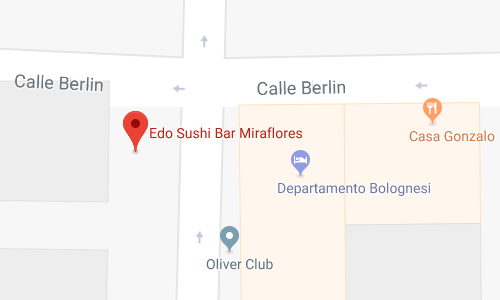 Calle Berlin
Calle Berlin
Edo Sushi Bar Miraflores
Casa Gonzalo
Departamento Bolognesi
Oliver Club